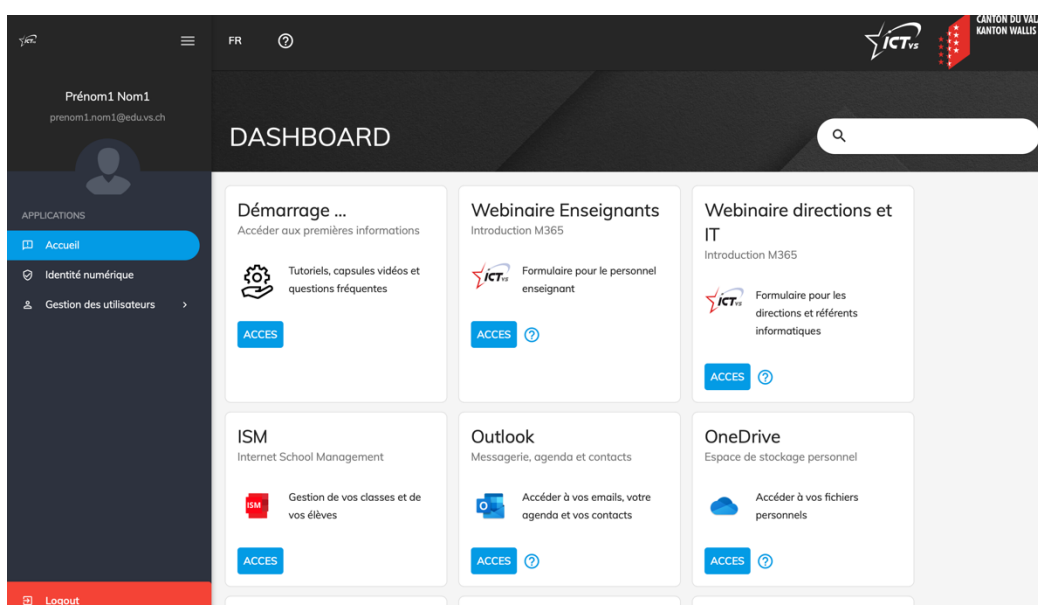 ICTvs
FR
ICTvs
CANTON DU VAL
KANTON WALLIS
Prénom1 Nom1
prenom1.nom1@edu.vs.ch
DASHBOARD
APPLICATIONS
Accueil
Identité numérique
Gestion des utilisateurs
Logout
Démarrage ...
Accéder aux premières informations
Tutoriels, capsules vidéos et
questions fréquentes
ACCES
Webinaire Enseignants
Introduction M365
ICTvs
Formulaire pour le personnel
enseignant
ACCES
Webinaire directions et
IT
Introduction M365
ICTvs
Formulaire pour les
directions et référents
informatiques
ACCES
ISM
Internet School Management
ISM
Gestion de vos classes et de
vos élèves
ACCES
Outlook
Messagerie, agenda et contacts
O
Accéder à vos emails, votre
agenda et vos contacts
ACCES
OneDrive
Espace de stockage personnel
Accéder à vos fichiers
personnels
ACCES